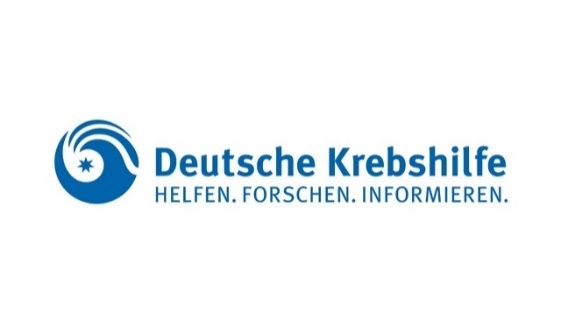 Deutsche Krebshilfe
HELFEN. FORSCHEN. INFORMIEREN.